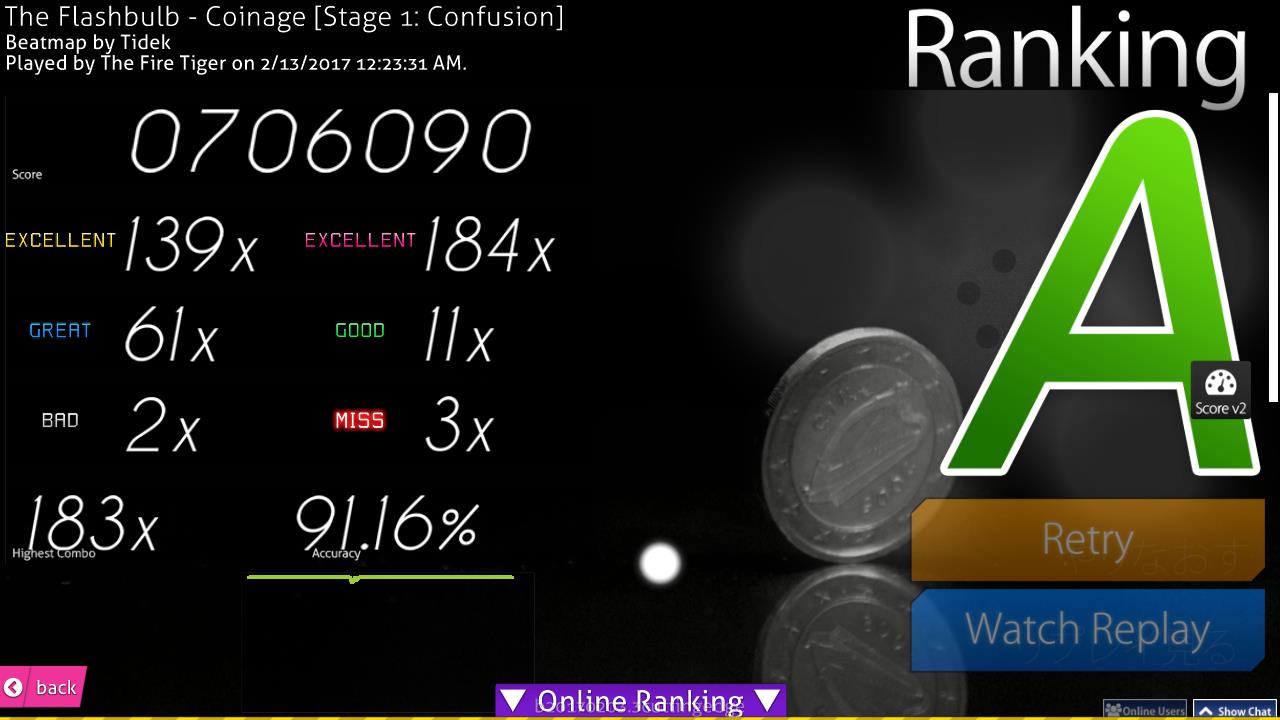 The Flashbulb - Coinage [Stage 1: Confusion]
Beatmap by Tidek
Played by The Fire Tiger on 2/13/2017 12:23:31 AM.
Ranking
0706090
Score
EXCELLENT 139x EXCELLENT 184x
GREAT 61x GOOD 11x
BAD 2x MISS 3x
183x 91.16%
Highest Combo Accuracy
A
Score v2
Retry
Watch Replay
back
Online Ranking
Online Users
Show Chat